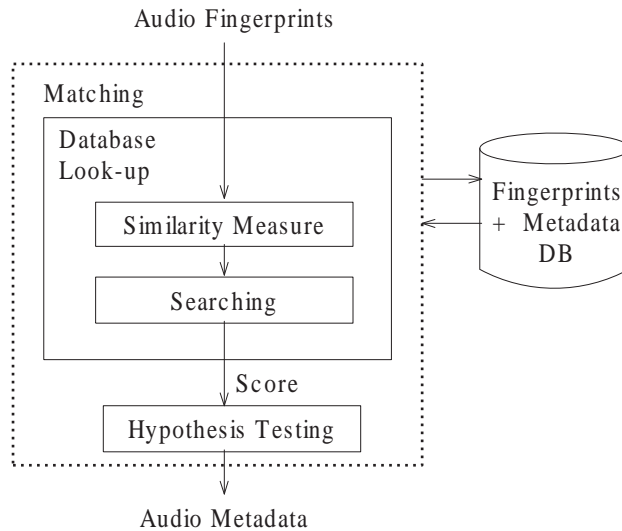 Audio Fingerprints
Matching
Database
Look-up
Similarity Measure
Searching
Score
Hypothesis Testing
Audio Metadata
Fingerprints
+ Metadata
DB